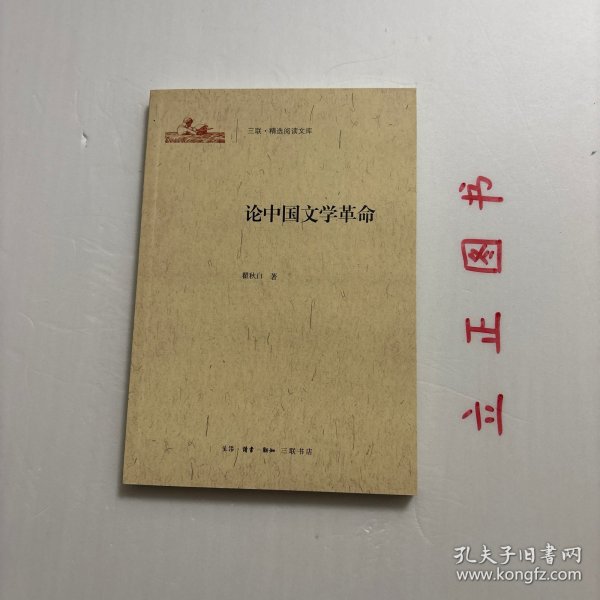 三联·精选阅读文库
论中国文学革命
瞿秋白 著
生活·讀書·新知 三联书店
立正图书
孔夫子旧書网
www.kongfz.com